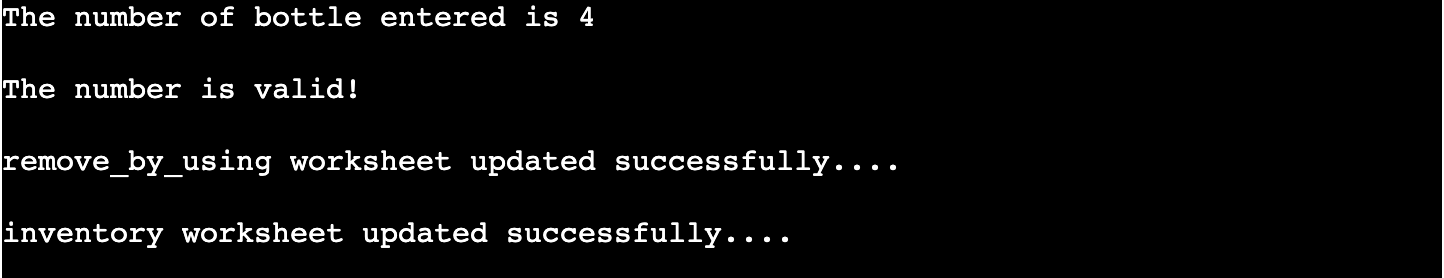 The number of bottle entered is 4
The number is valid!
remove_by_using worksheet updated successfully....
inventory worksheet updated successfully....